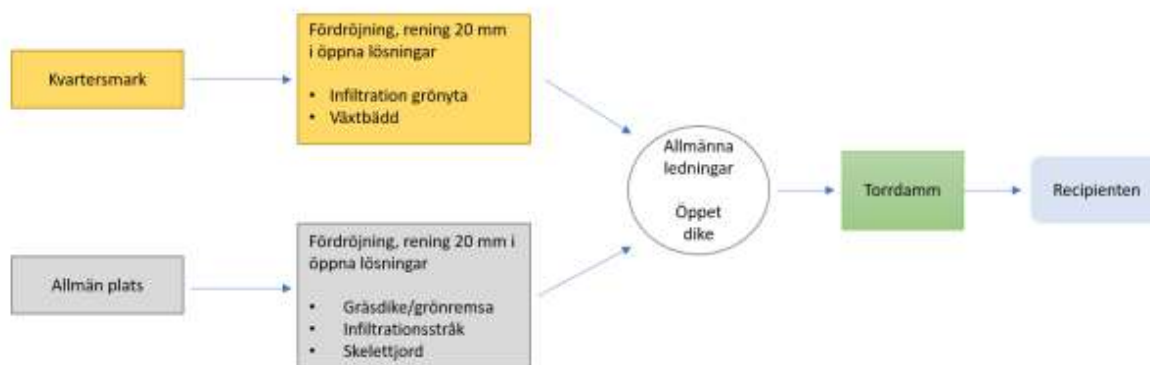 Kvartersmark
Fördröjning, rening 20 mm
i öppna lösningar
• Infiltration grönyta
• Växtbädd
Allmän plats
Fördröjning, rening 20 mm i
öppna lösningar
• Gräsdike/grönremsa
• Infiltrationsstråk
• Skelettjord
Allmänna
ledningar
Öppet
dike
Torrdamm
Recipienten